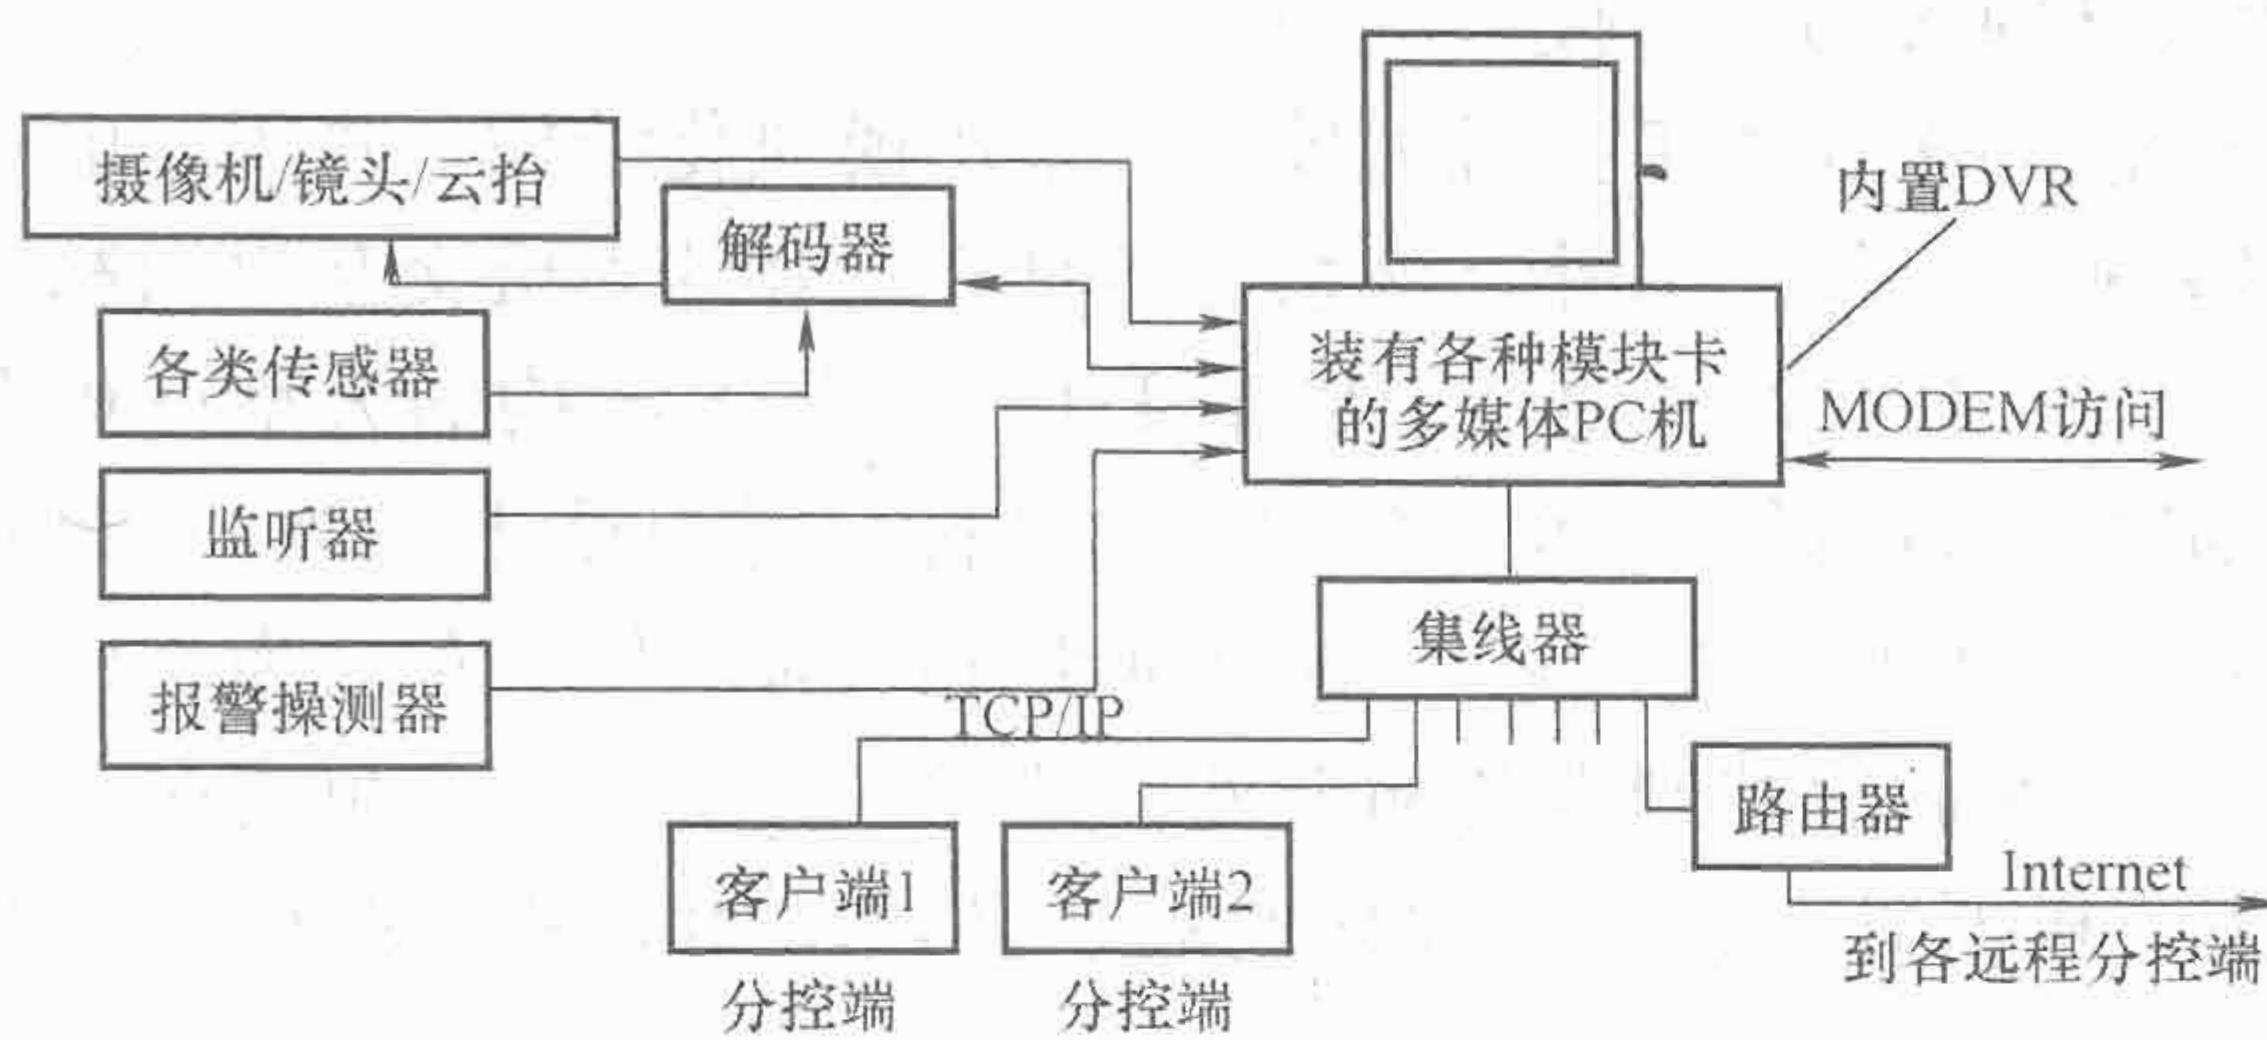 摄像机/镜头/云抬
解码器
内置DVR
各类传感器
装有各种模块卡
的多媒体PC机
MODEM访问
监听器
集线器
报警操测器
TCP/IP
路由器
客户端1
客户端2
Internet
到各远程分控端
分控端
分控端